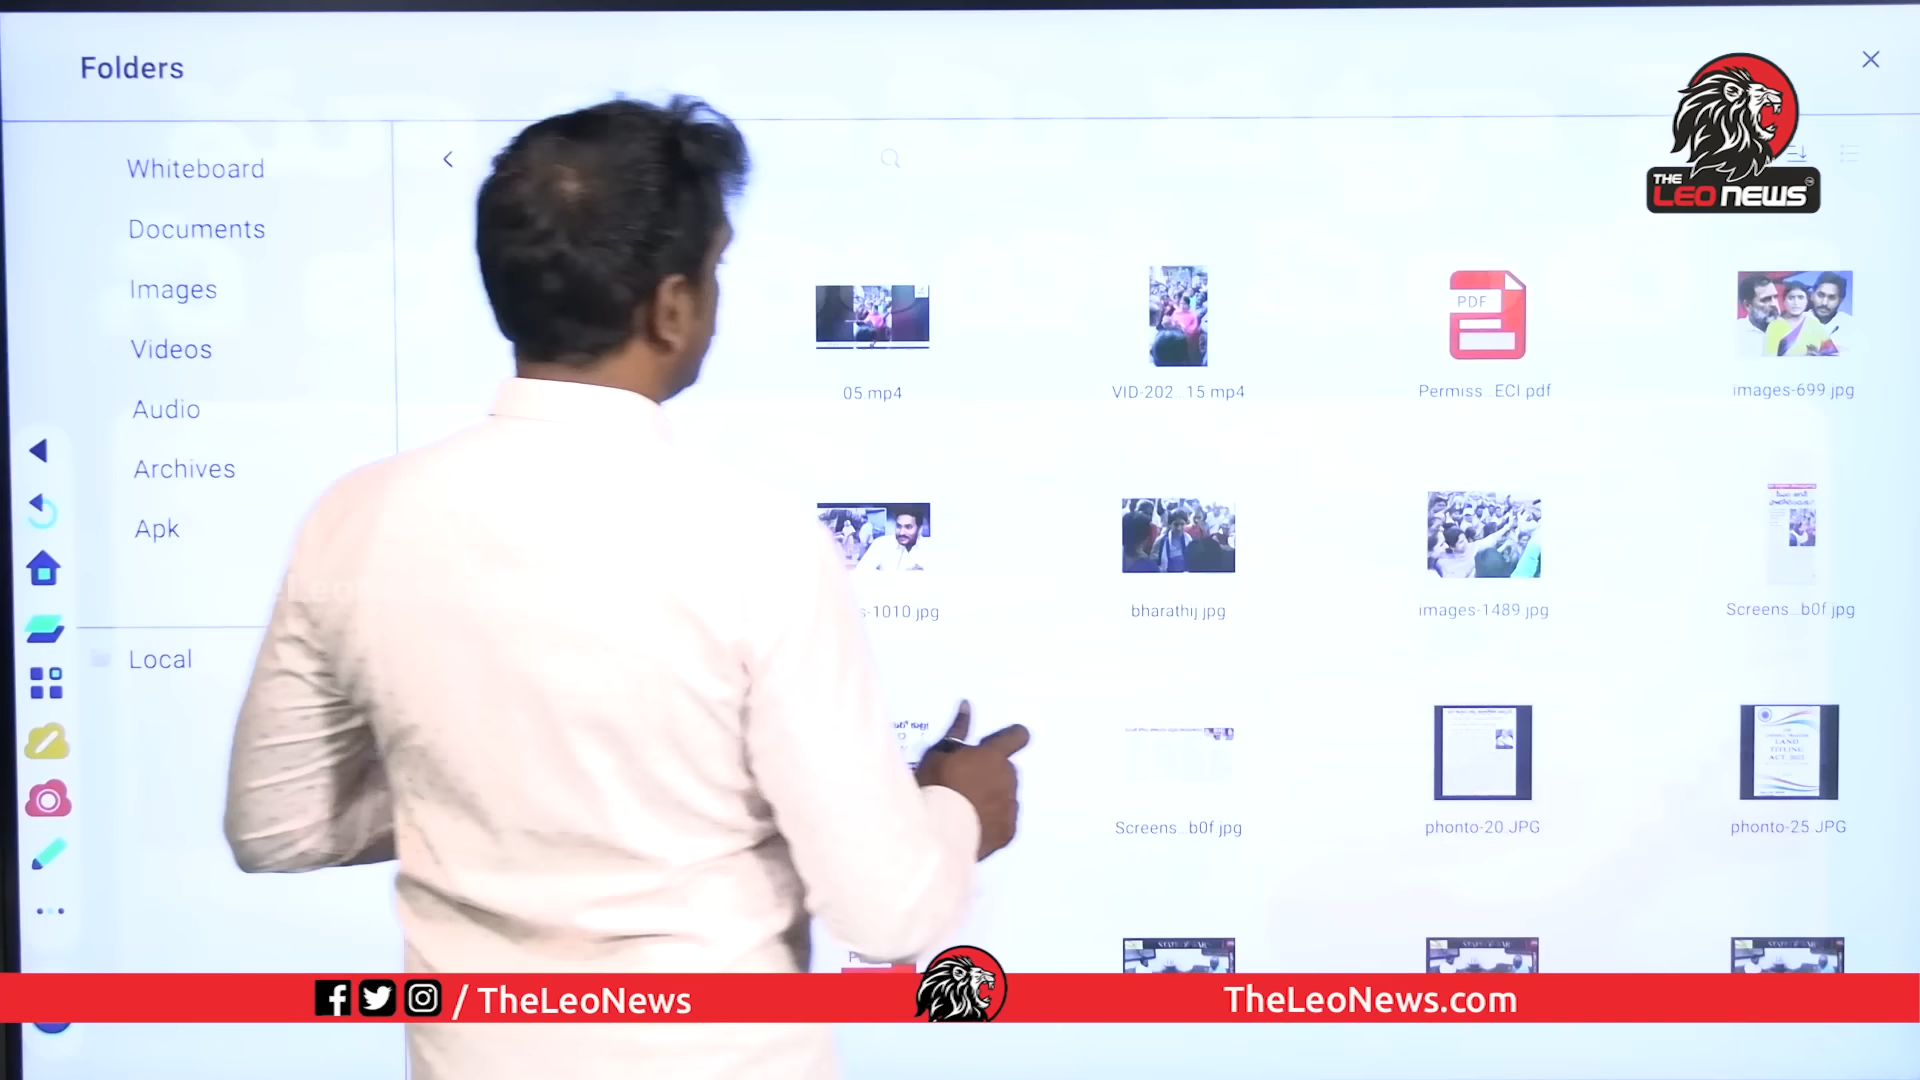 Folders
THE
LEO NEWS
Whiteboard
Documents
Images
Videos
Audio
Archives
Apk
Local
PDF
05.mp4
VID-202...15.mp4
Permiss...ECI.pdf
images-699.jpg
s-1010.jpg
bharathij.jpg
images-1489.jpg
Screens...b0f.jpg
LAND
TITLING
Screens...b0f.jpg
phonto-20.JPG
phonto-25.JPG
/ TheLeoNews
TheLeoNews.com